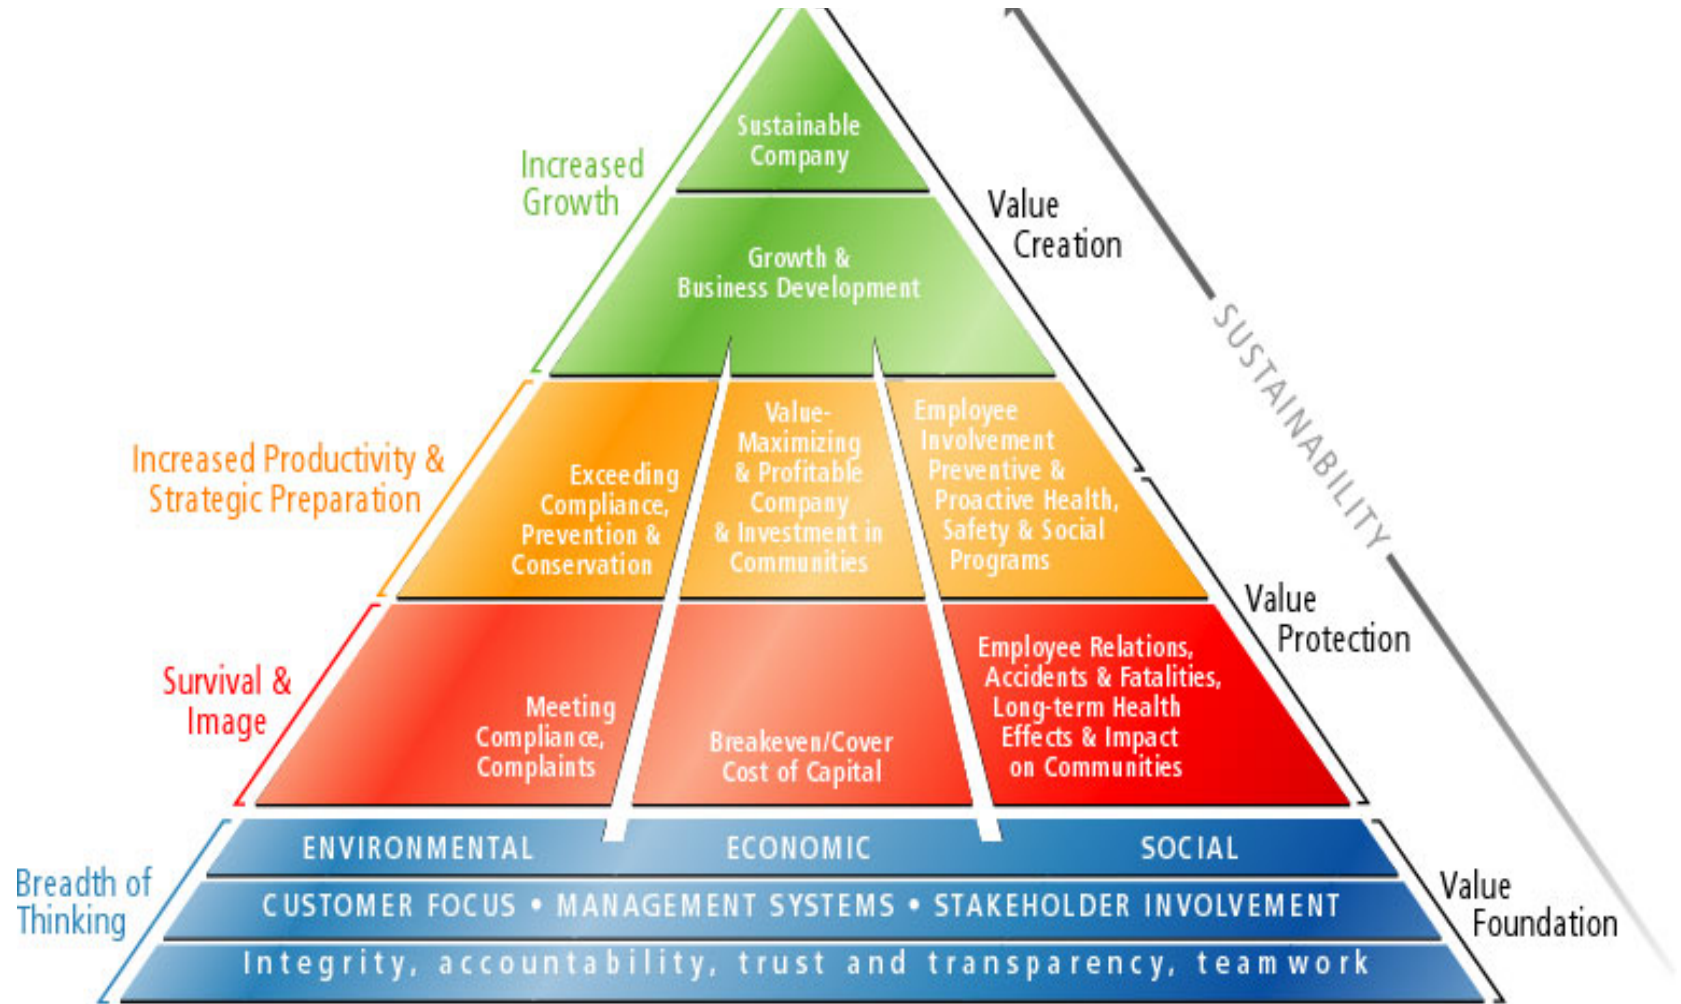 Sustainable
Company
Increased
Growth
Value
Creation
Growth &
Business Development
SUSTAINABILITY
Increased Productivity &
Strategic Preparation
Exceeding
Compliance,
Prevention &
Conservation
Value-
Maximizing
& Profitable
Company
& Investment in
Communities
Employee
Involvement
Preventive &
Proactive Health,
Safety & Social
Programs
Value
Protection
Survival &
Image
Meeting
Compliance,
Complaints
Breakeven/Cover
Cost of Capital
Employee Relations,
Accidents & Fatalities,
Long-term Health
Effects & Impact
on Communities
Breadth of
Thinking
ENVIRONMENTAL
ECONOMIC
SOCIAL
CUSTOMER FOCUS • MANAGEMENT SYSTEMS • STAKEHOLDER INVOLVEMENT
Integrity, accountability, trust and transparency, teamwork
Value
Foundation